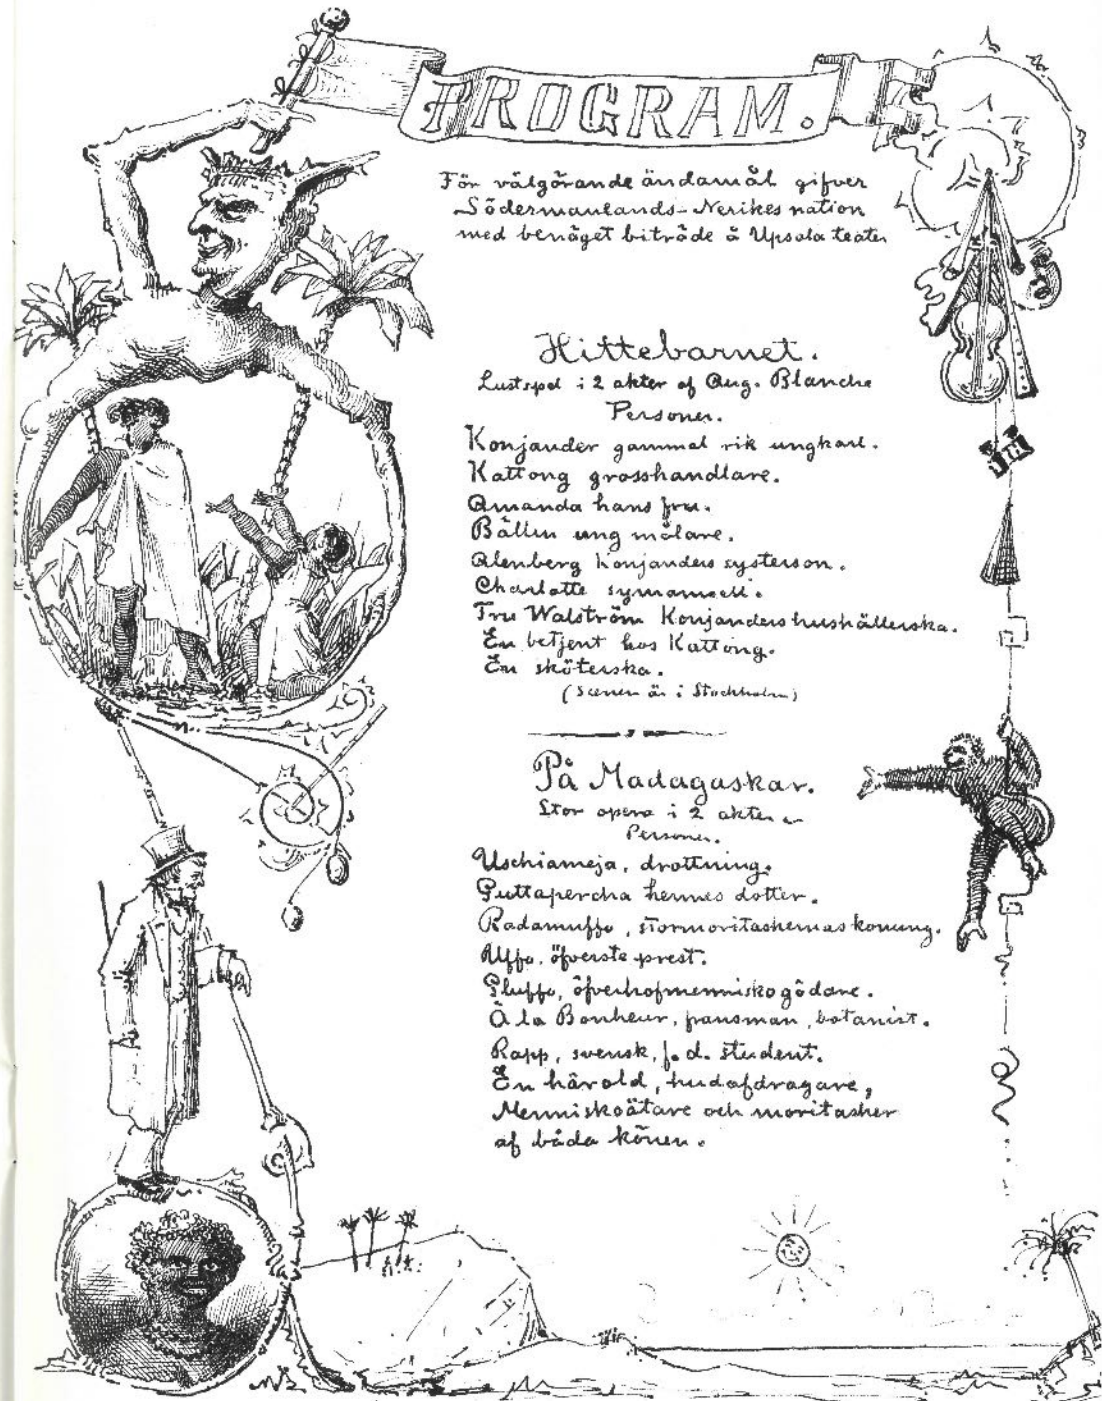 PROGRAM.
För välgörande ändamål gifver
Södermanlands-Nerikes nation
med benäget biträde å Upsala teater
Hittebarnet.
Lustspel i 2 akter af Aug. Blanche
Personer.
Konjander gammal rik ungkarl.
Kattong grosshandlare.
Amanda hans fru.
Bällin ung målare.
Alenberg Konjanders systerson.
Charlotte symamsell.
Fru Walström Konjanders hushållerska.
En betjent hos Kattong.
En sköterska.
(Scenen är i Stockholm)
På Madagaskar.
Stor opera i 2 akter
Personer.
Uschiameja, drottning.
Guttapercha hennes dotter.
Radamuffo, stormoritashernas konung.
Uffo, öfverste prest.
Pluffo, öfverhofmenniskogödare.
À la Bonheur, fransman, botanist.
Rapp, svensk, f. d. student.
En härold, hudafdragare,
Menniskoätare och moritasher
af båda könen.